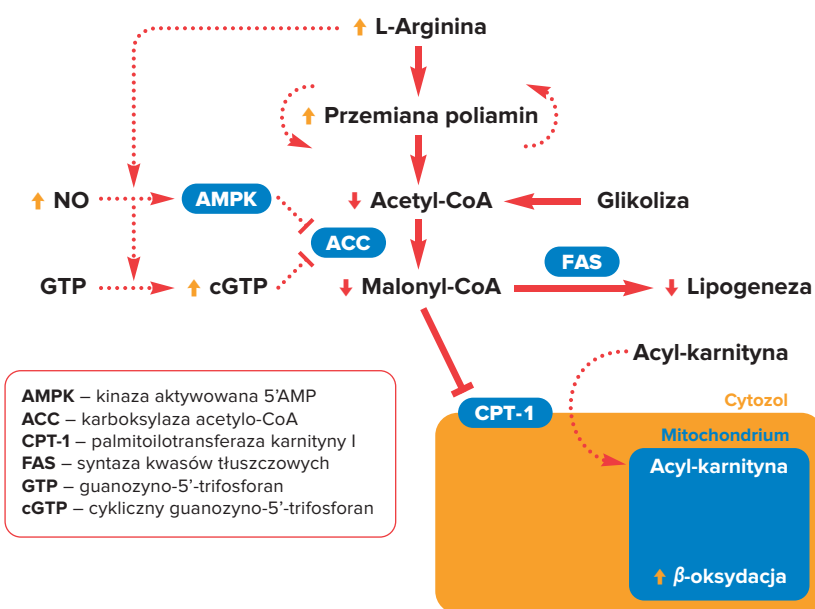 L-Arginina
Przemiana poliamin
NO
AMPK
Acetyl-CoA
Glikoliza
ACC
FAS
GTP
cGTP
Malonyl-CoA
Lipogeneza
Acyl-karnityna
AMPK – kinaza aktywowana 5'AMP
ACC – karboksylaza acetylo-CoA
CPT-1 – palmitoilotransferaza karnityny I
FAS – syntaza kwasów tłuszczowych
GTP – guanozyno-5'-trifosforan
cGTP – cykliczny guanozyno-5'-trifosforan
CPT-1
Cytozol
Mitochondrium
Acyl-karnityna
β-oksydacja